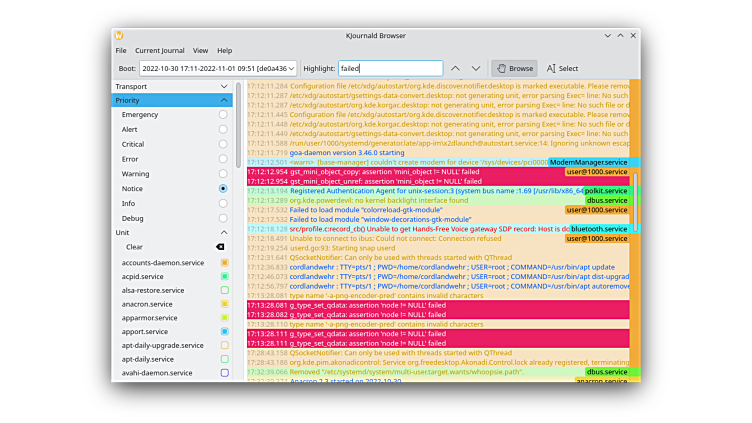 KJournald Browser
File Current Journal View Help
Boot: 2022-10-30 17:11-2022-11-01 09:51 [de0a436 Highlight: failed Browse Select
Transport
Priority
Emergency
Alert
Critical
Error
Warning
Notice
Info
Debug
Unit
Clear
accounts-daemon.service
acpid.service
alsa-restore.service
anacron.service
apparmor.service
apport.service
apt-daily-upgrade.service
apt-daily.service
avahi-daemon.service
17:12:11.284 Configuration file /etc/xdg/autostart/org.kde.discover.notifier.desktop is marked executable. Please remov
17:12:11.287 /etc/xdg/autostart/gsettings-data-convert.desktop: not generating unit, error parsing Exec= line: No such
17:12:11.287 /etc/xdg/autostart/org.kde.korgac.desktop: not generating unit, error parsing Exec= line: No such file or d
17:12:11.445 Configuration file /etc/xdg/autostart/org.kde.discover.notifier.desktop is marked executable. Please remov
17:12:11.448 /etc/xdg/autostart/org.kde.korgac.desktop: not generating unit, error parsing Exec= line: No such file or d
17:12:11.449 /etc/xdg/autostart/gsettings-data-convert.desktop: not generating unit, error parsing Exec= line: No such
17:12:11.588 /run/user/1000/systemd/generator.late/app-im\x2dlaunch@autostart.service:14: Ignoring unknown escap
17:12:11.719 goa-daemon version 3.46.0 starting
17:12:12.501 <warn> [base-manager] couldn't create modem for device '/sys/devices/pci0000 ModemManager.service
17:12:12.954 gst_mini_object_copy: assertion 'mini_object != NULL' failed user@1000.service
17:12:12.954 gst_mini_object_unref: assertion 'mini_object != NULL' failed
17:12:13.194 Registered Authentication Agent for unix-session:3 (system bus name :1.69 [/usr/lib/x86_64 polkit.service
17:12:13.289 org.kde.powerdevil: no kernel backlight interface found dbus.service
17:12:17.532 Failed to load module "colorreload-gtk-module" user@1000.service
17:12:17.532 Failed to load module "window-decorations-gtk-module"
17:12:18.128 src/profile.c:record_cb() Unable to get Hands-Free Voice gateway SDP record: Host is do bluetooth.service
17:12:18.491 Unable to connect to ibus: Could not connect: Connection refused user@1000.service
17:12:19.254 userd.go:93: Starting snap userd
17:12:31.641 QSocketNotifier: Can only be used with threads started with QThread
17:12:36.833 cordlandwehr : TTY=pts/1 ; PWD=/home/cordlandwehr ; USER=root ; COMMAND=/usr/bin/apt update
17:12:46.073 cordlandwehr : TTY=pts/1 ; PWD=/home/cordlandwehr ; USER=root ; COMMAND=/usr/bin/apt dist-upgrad
17:12:56.797 cordlandwehr : TTY=pts/1 ; PWD=/home/cordlandwehr ; USER=root ; COMMAND=/usr/bin/apt autoremov
17:13:28.081 type name '-a-png-encoder-pred' contains invalid characters
17:13:28.081 g_type_set_qdata: assertion 'node != NULL' failed
17:13:28.082 g_type_set_qdata: assertion 'node != NULL' failed
17:13:28.110 type name '-a-png-encoder-pred' contains invalid characters
17:13:28.111 g_type_set_qdata: assertion 'node != NULL' failed
17:13:28.111 g_type_set_qdata: assertion 'node != NULL' failed
17:28:43.158 QSocketNotifier: Can only be used with threads started with QThread
17:28:43.186 org.kde.pim.akonadicontrol: Service org.freedesktop.Akonadi.Control.lock already registered, terminating
17:32:39.066 Removed "/etc/systemd/system/multi-user.target.wants/whoopsie.path". dbus.service
Anacron 2.3 started on 2022-10-30 anacron.service